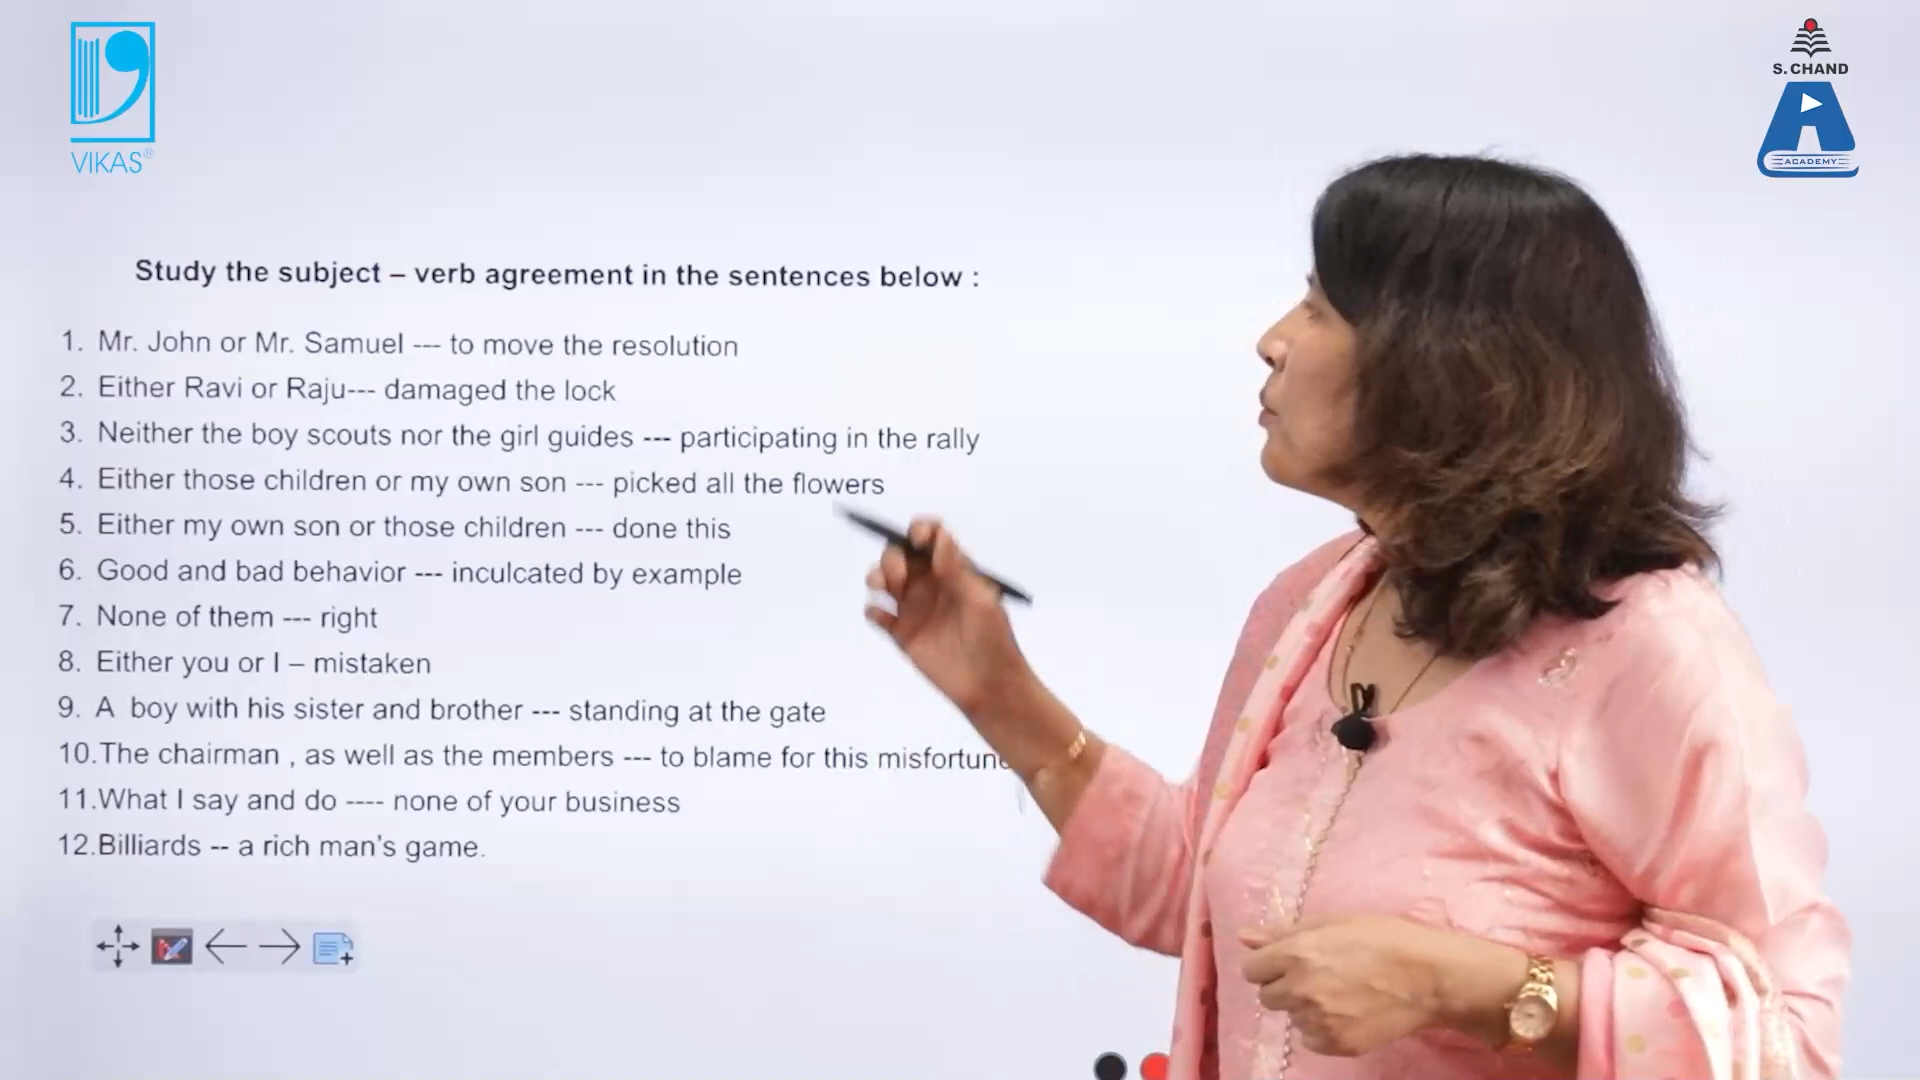 VIKAS®
S. CHAND
ACADEMY
Study the subject – verb agreement in the sentences below :
1. Mr. John or Mr. Samuel --- to move the resolution
2. Either Ravi or Raju--- damaged the lock
3. Neither the boy scouts nor the girl guides --- participating in the rally
4. Either those children or my own son --- picked all the flowers
5. Either my own son or those children --- done this
6. Good and bad behavior --- inculcated by example
7. None of them --- right
8. Either you or I – mistaken
9. A boy with his sister and brother --- standing at the gate
10.The chairman , as well as the members --- to blame for this
11.What I say and do ---- none of your business
12.Billiards -- a rich man's game.